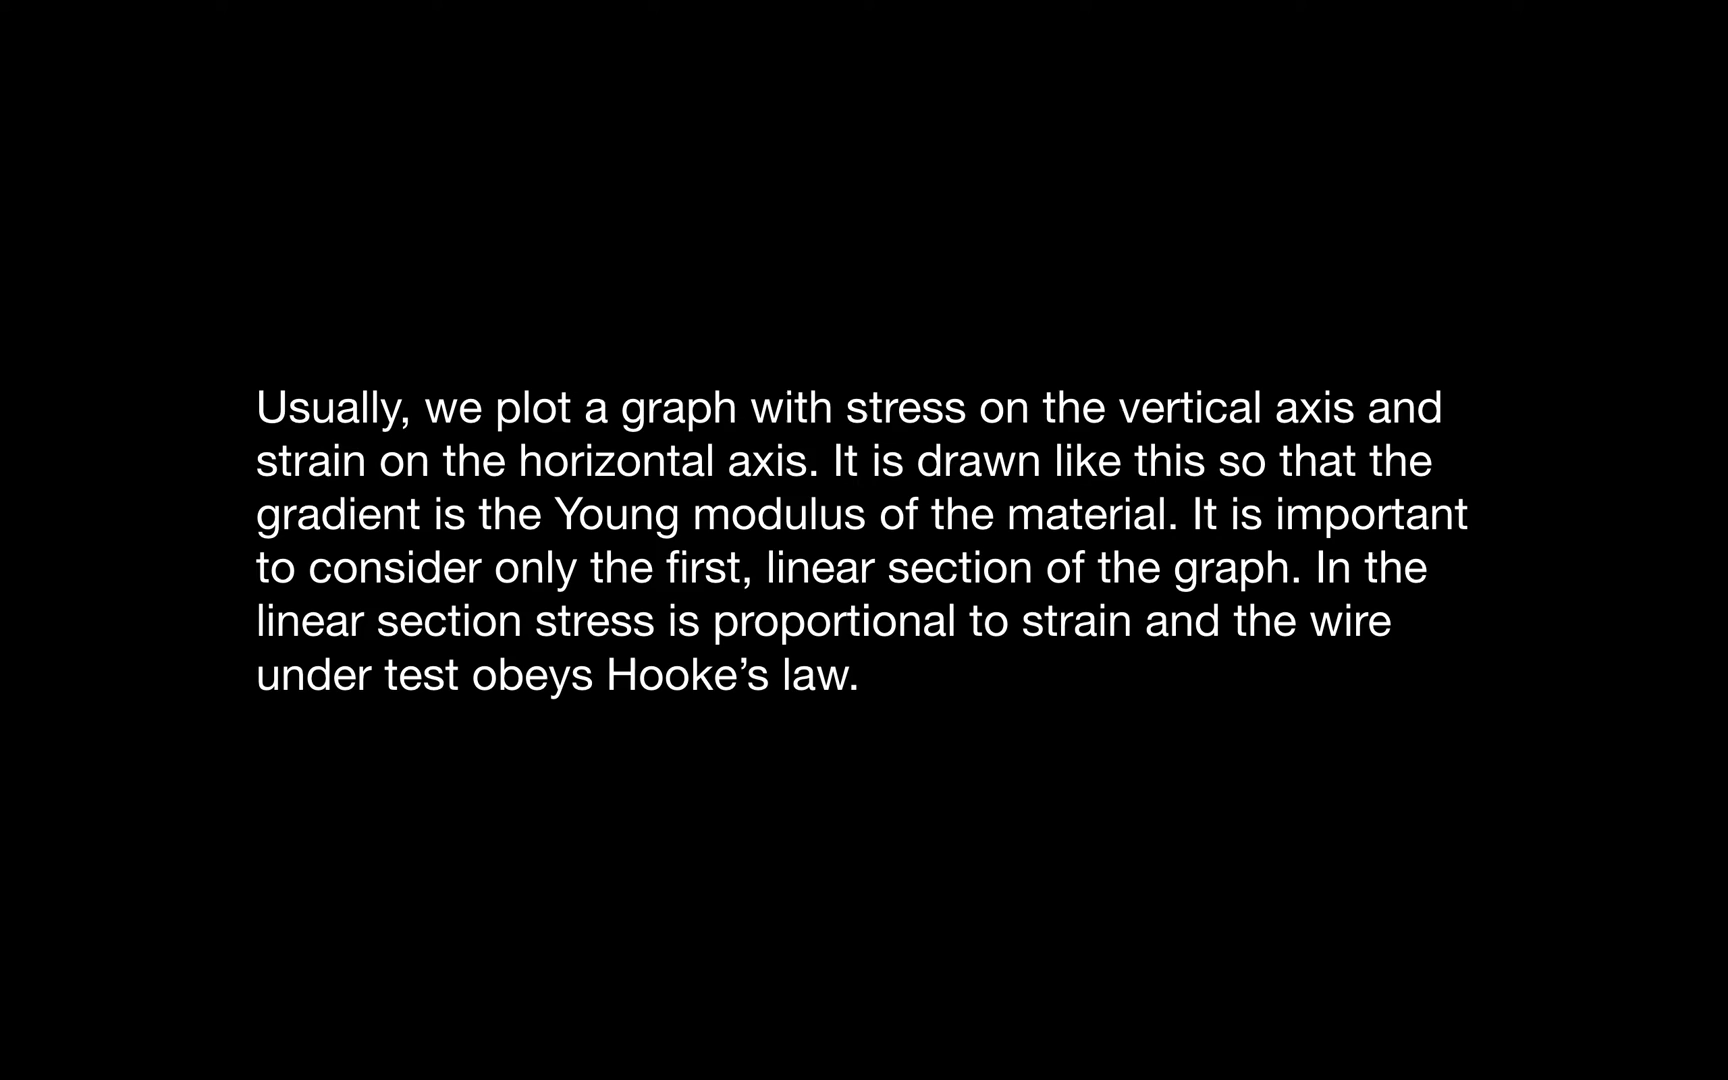 Usually, we plot a graph with stress on the vertical axis and
strain on the horizontal axis. It is drawn like this so that the
gradient is the Young modulus of the material. It is important
to consider only the first, linear section of the graph. In the
linear section stress is proportional to strain and the wire
under test obeys Hooke’s law.